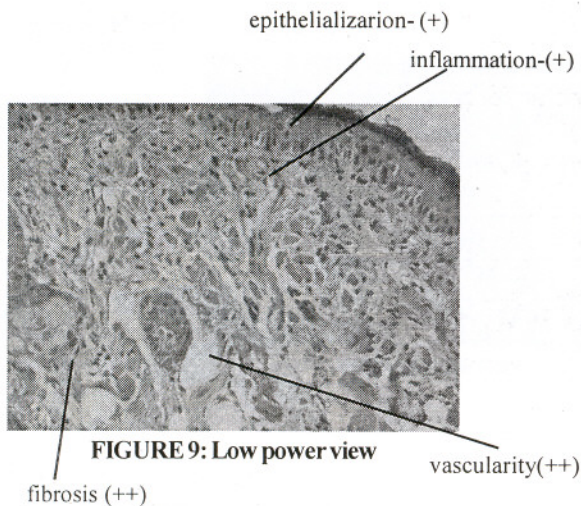 epithelializarion- (+)
inflammation-(+)
FIGURE 9: Low power view
vascularity(++)
fibrosis (++)